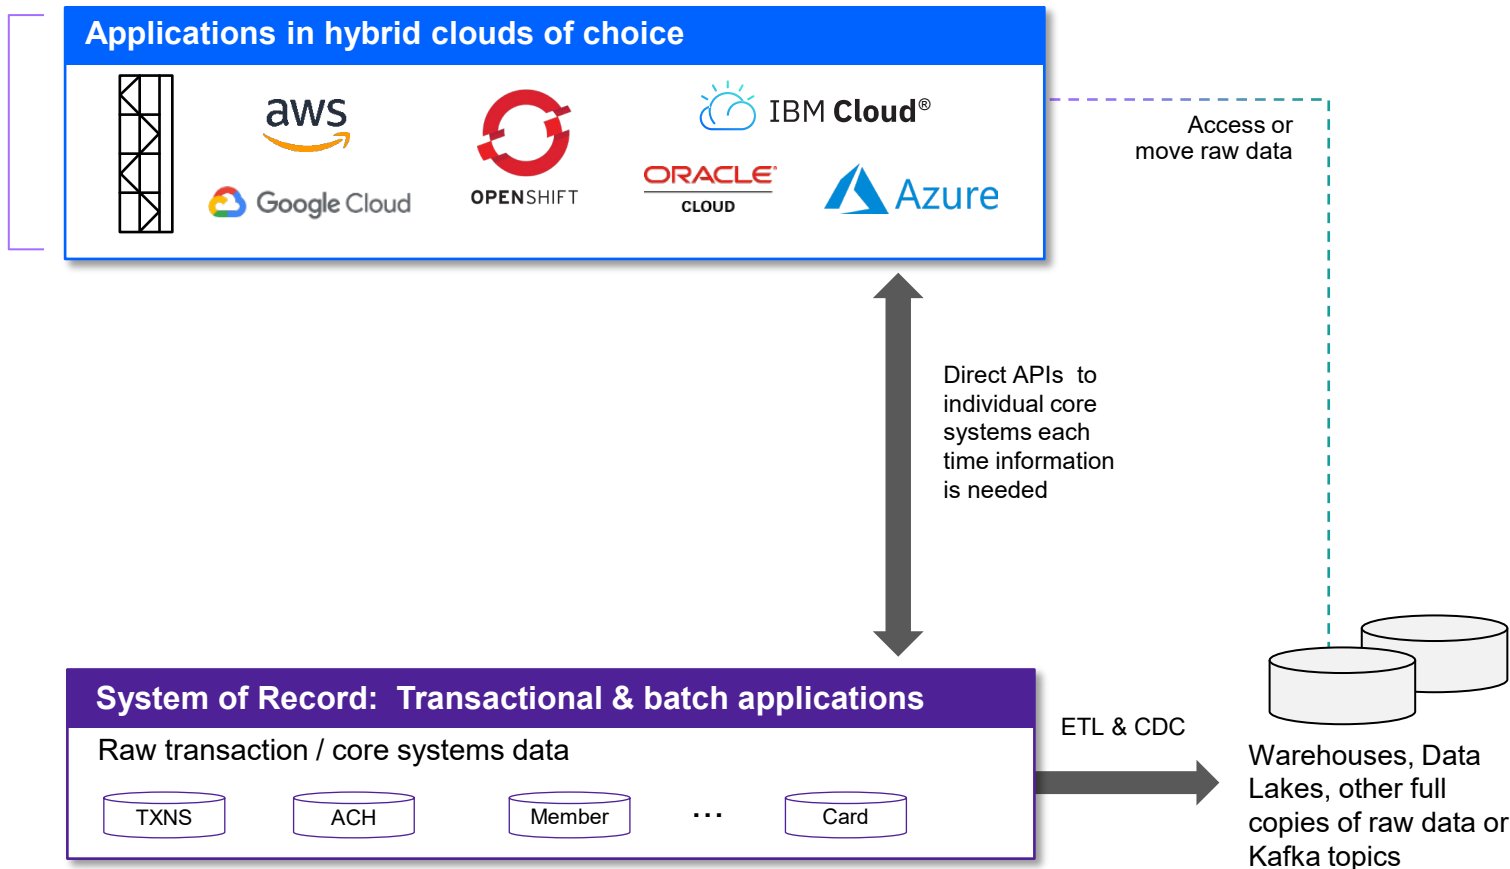 Applications in hybrid clouds of choice
aws
Google Cloud
OPENSHIFT
IBM Cloud®
ORACLE®
CLOUD
Azure
Access or
move raw data
Direct APIs  to
individual core
systems each
time information
is needed
System of Record:  Transactional & batch applications
Raw transaction / core systems data
TXNS
ACH
Member
...
Card
ETL & CDC
Warehouses, Data
Lakes, other full
copies of raw data or
Kafka topics